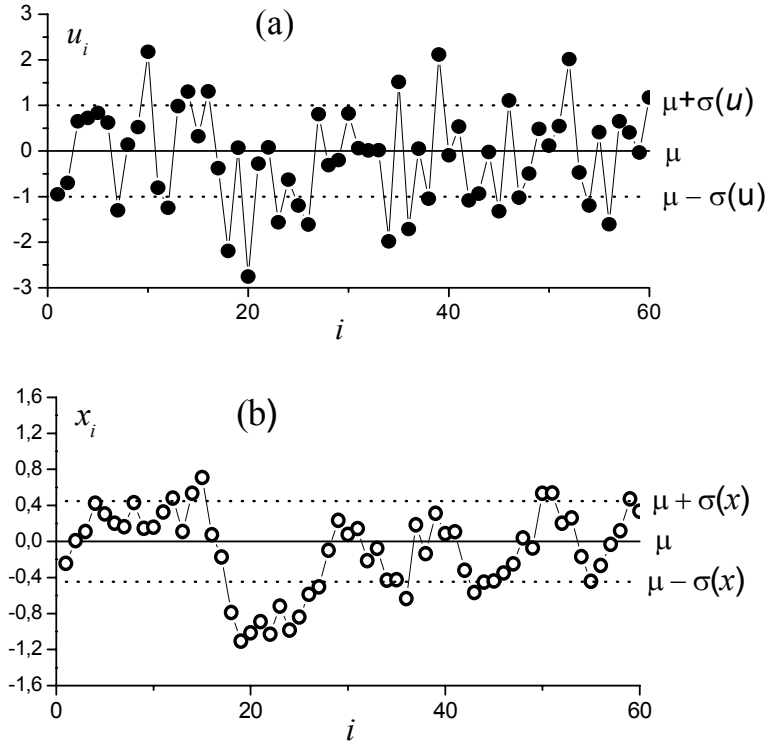 (a)
u_i
3
2
1
0
-1
-2
-3
μ+σ(u)
μ
μ – σ(u)
0
20
40
60
i
(b)
x_i
1,6
1,2
0,8
0,4
0,0
-0,4
-0,8
-1,2
-1,6
μ + σ(x)
μ
μ – σ(x)
0
20
40
60
i